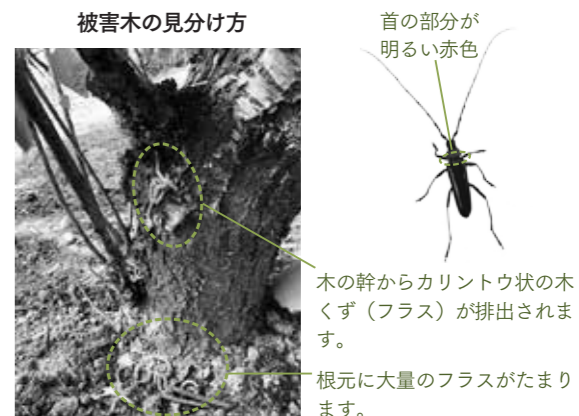 被害木の見分け方
首の部分が
明るい赤色
木の幹からカリントウ状の木
くず（フラス）が排出されま
す。
根元に大量のフラスがたまり
ます。